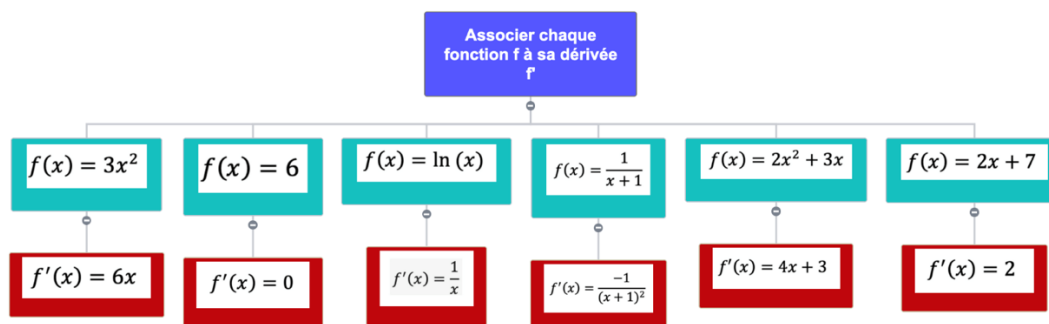 Associer chaque
fonction f à sa dérivée
f'
f(x) = 3x²
f(x) = 6
f(x) = ln (x)
f(x) = 1/(x + 1)
f(x) = 2x² + 3x
f(x) = 2x + 7
f'(x) = 6x
f'(x) = 0
f'(x) = 1/x
f'(x) = -1/(x + 1)²
f'(x) = 4x + 3
f'(x) = 2